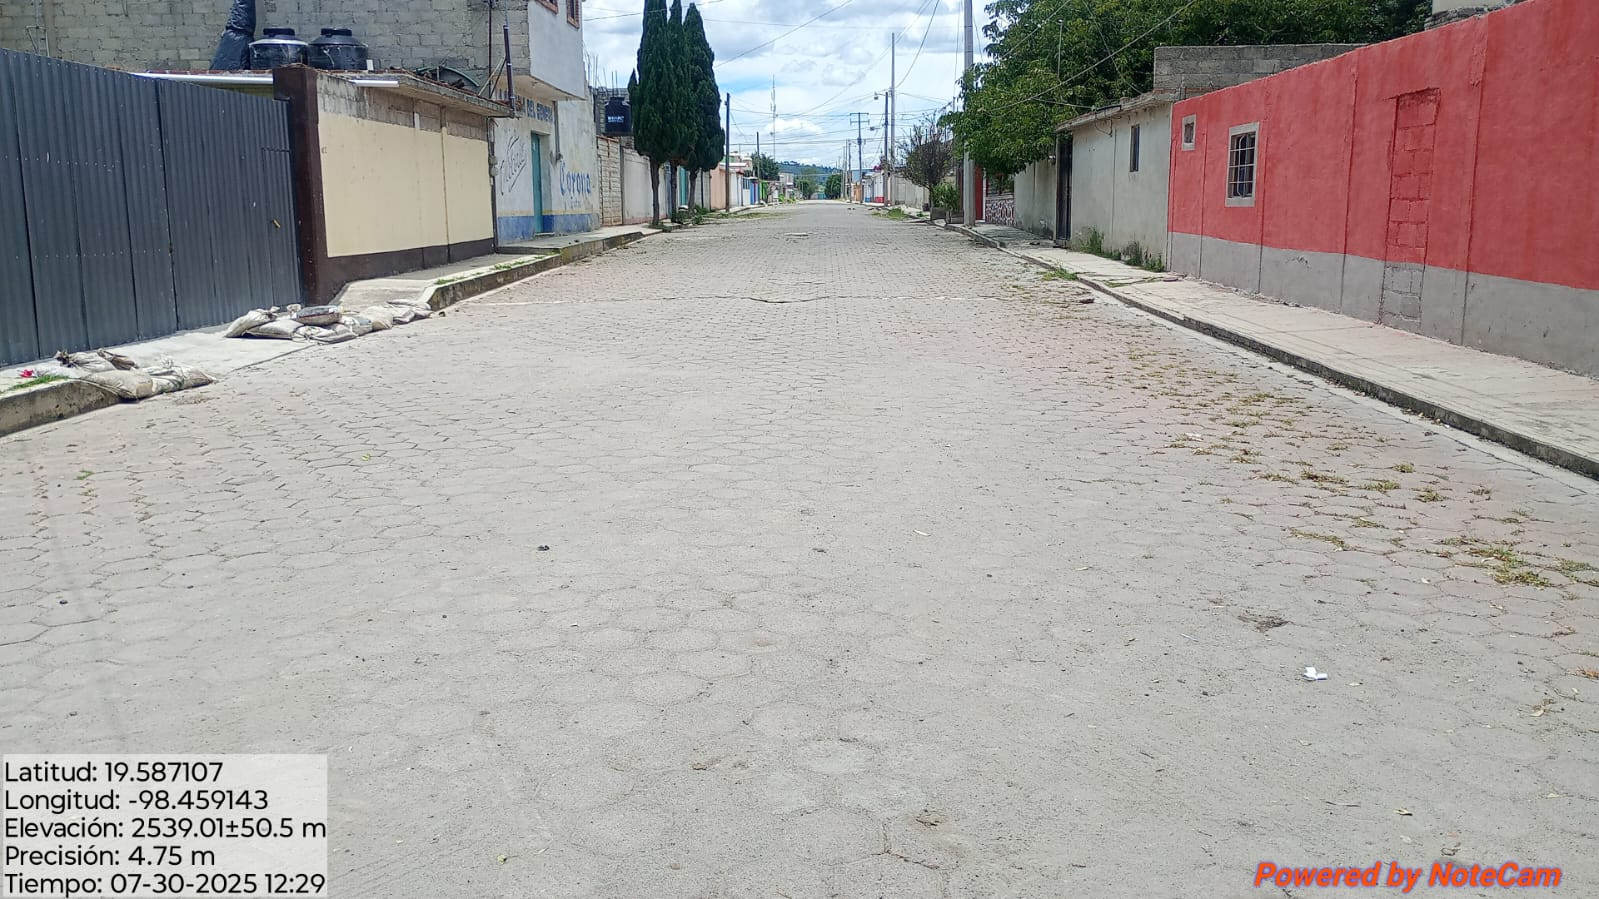 Corona
Latitud: 19.587107
Longitud: -98.459143
Elevación: 2539.01±50.5 m
Precisión: 4.75 m
Tiempo: 07-30-2025 12:29
Powered by NoteCam